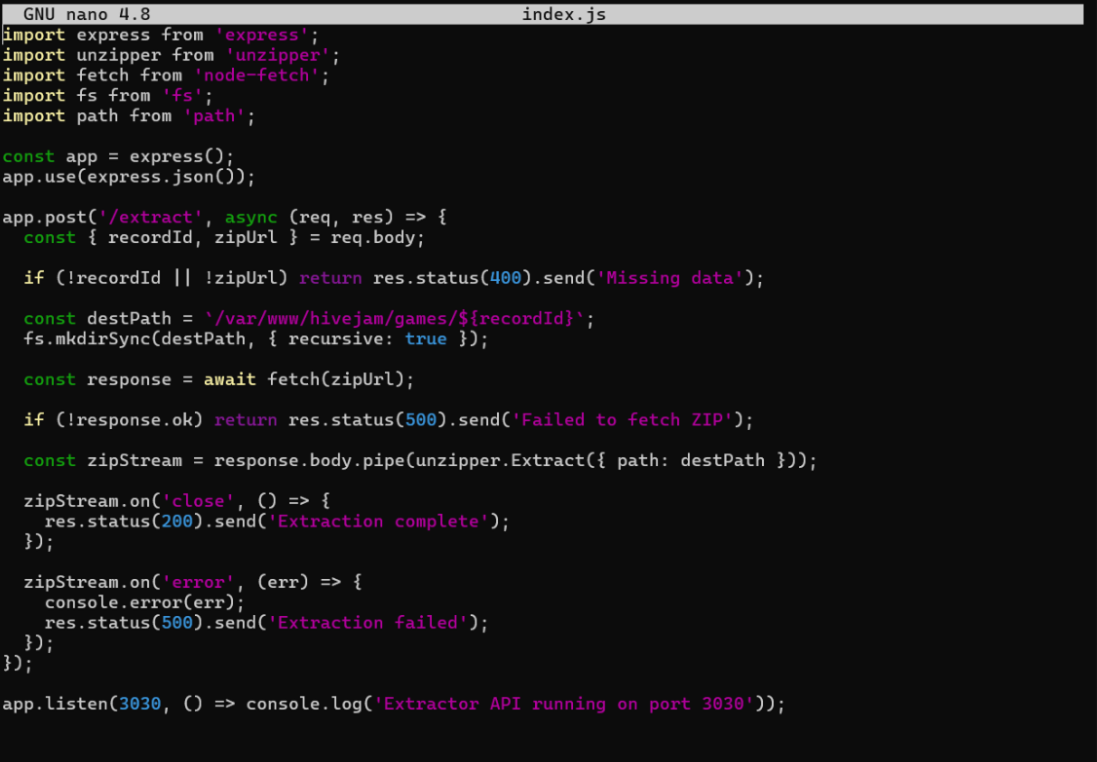 GNU nano 4.8 index.js
import express from 'express';
import unzipper from 'unzipper';
import fetch from 'node-fetch';
import fs from 'fs';
import path from 'path';

const app = express();
app.use(express.json());

app.post('/extract', async (req, res) => {
  const { recordId, zipUrl } = req.body;

  if (!recordId || !zipUrl) return res.status(400).send('Missing data');

  const destPath = `/var/www/hivejam/games/${recordId}`;
  fs.mkdirSync(destPath, { recursive: true });

  const response = await fetch(zipUrl);

  if (!response.ok) return res.status(500).send('Failed to fetch ZIP');

  const zipStream = response.body.pipe(unzipper.Extract({ path: destPath }));

  zipStream.on('close', () => {
    res.status(200).send('Extraction complete');
  });

  zipStream.on('error', (err) => {
    console.error(err);
    res.status(500).send('Extraction failed');
  });
});

app.listen(3030, () => console.log('Extractor API running on port 3030'));